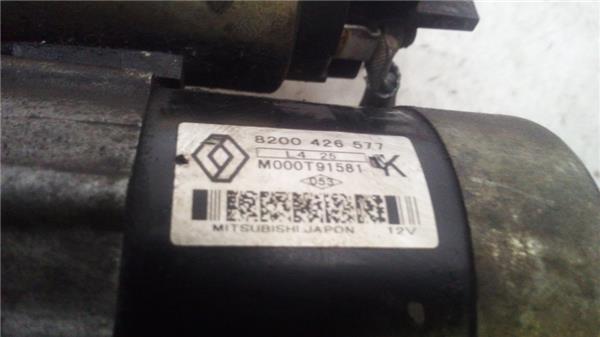 8200 426 577
L4 25
M000T91581
K
053
MITSUBISHI JAPON 12V